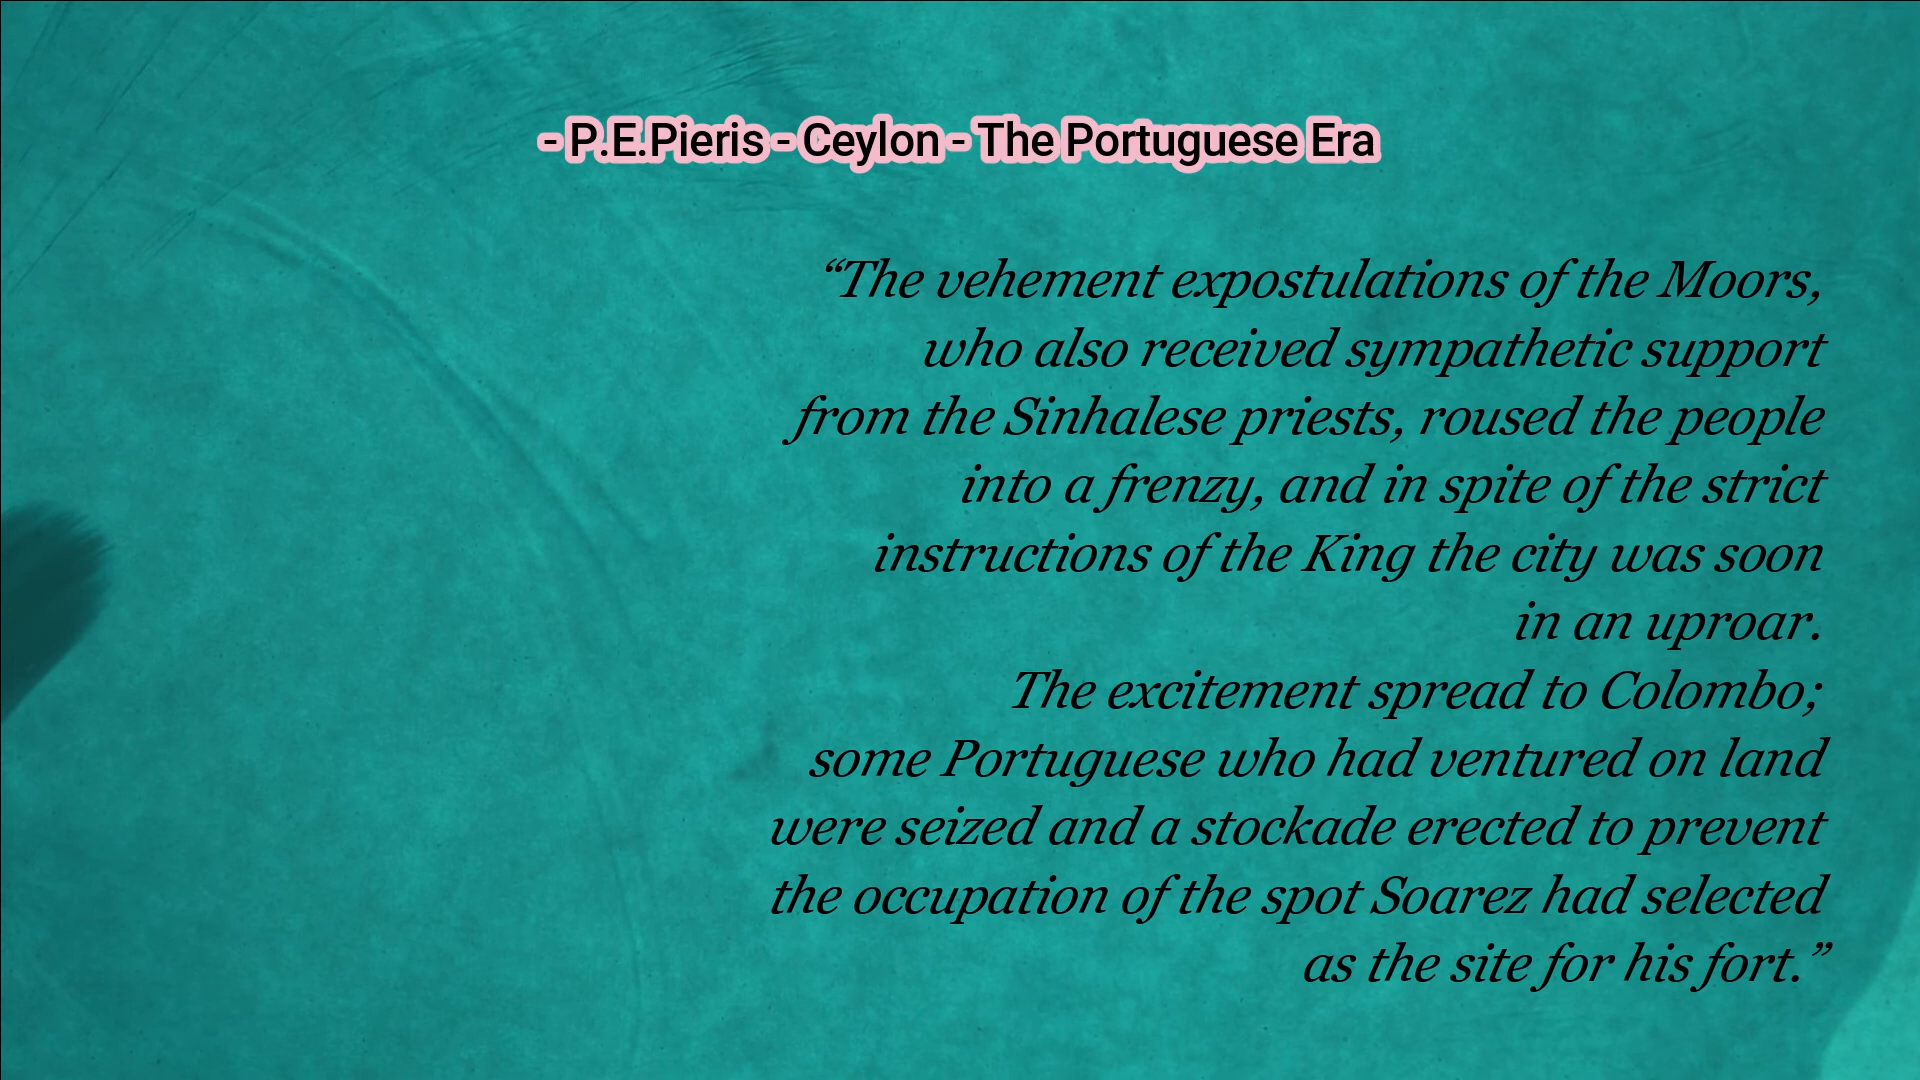 - P.E.Pieris - Ceylon - The Portuguese Era
“The vehement expostulations of the Moors,
who also received sympathetic support
from the Sinhalese priests, roused the people
into a frenzy, and in spite of the strict
instructions of the King the city was soon
in an uproar.
The excitement spread to Colombo;
some Portuguese who had ventured on land
were seized and a stockade erected to prevent
the occupation of the spot Soarez had selected
as the site for his fort.”